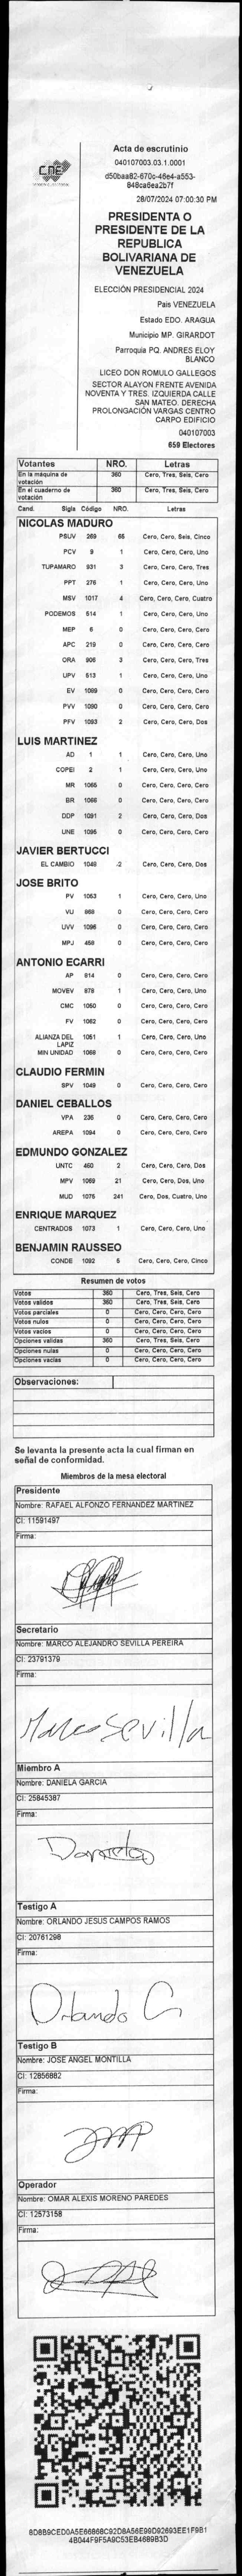 CNE
Acta de escrutinio
040107003.03.1.0001
d50baa82-670c-46e4-a553-
848ca6ea2b7f
28/07/2024 07:00:30 PM
PRESIDENTA O
PRESIDENTE DE LA
REPUBLICA
BOLIVARIANA DE
VENEZUELA
ELECCIÓN PRESIDENCIAL 2024
Pais VENEZUELA
Estado EDO. ARAGUA
Municipio MP. GIRARDOT
Parroquia PQ. ANDRES ELOY
BLANCO
LICEO DON ROMULO GALLEGOS
SECTOR ALAYON FRENTE AVENIDA
NOVENTA Y TRES. IZQUIERDA CALLE
SAN MATEO. DERECHA
PROLONGACIÓN VARGAS CENTRO
CARPO EDIFICIO
040107003
659 Electores
Votantes NRO. Letras
En la máquina de votación 360 Cero, Tres, Seis, Cero
En el cuaderno de votación 360 Cero, Tres, Seis, Cero
Cand. Sigla Código NRO. Letras
NICOLAS MADURO
PSUV 269 65 Cero, Cero, Seis, Cinco
PCV 9 1 Cero, Cero, Cero, Uno
TUPAMARO 931 3 Cero, Cero, Cero, Tres
PPT 276 1 Cero, Cero, Cero, Uno
MSV 1017 4 Cero, Cero, Cero, Cuatro
PODEMOS 514 1 Cero, Cero, Cero, Uno
MEP 6 0 Cero, Cero, Cero, Cero
APC 219 0 Cero, Cero, Cero, Cero
ORA 906 3 Cero, Cero, Cero, Tres
UPV 513 1 Cero, Cero, Cero, Uno
EV 1089 0 Cero, Cero, Cero, Cero
PVV 1090 0 Cero, Cero, Cero, Cero
PFV 1093 2 Cero, Cero, Cero, Dos
LUIS MARTINEZ
AD 1 1 Cero, Cero, Cero, Uno
COPEI 2 1 Cero, Cero, Cero, Uno
MR 1065 0 Cero, Cero, Cero, Cero
BR 1066 0 Cero, Cero, Cero, Cero
DDP 1091 2 Cero, Cero, Cero, Dos
UNE 1095 0 Cero, Cero, Cero, Cero
JAVIER BERTUCCI
EL CAMBIO 1048 2 Cero, Cero, Cero, Dos
JOSE BRITO
PV 1053 1 Cero, Cero, Cero, Uno
VU 868 0 Cero, Cero, Cero, Cero
UVV 1096 0 Cero, Cero, Cero, Cero
MPJ 458 0 Cero, Cero, Cero, Cero
ANTONIO ECARRI
AP 814 0 Cero, Cero, Cero, Cero
MOVEV 878 1 Cero, Cero, Cero, Uno
CMC 1050 0 Cero, Cero, Cero, Cero
FV 1062 0 Cero, Cero, Cero, Cero
ALIANZA DEL LAPIZ 1051 1 Cero, Cero, Cero, Uno
MIN UNIDAD 1068 0 Cero, Cero, Cero, Cero
CLAUDIO FERMIN
SPV 1049 0 Cero, Cero, Cero, Cero
DANIEL CEBALLOS
VPA 236 0 Cero, Cero, Cero, Cero
AREPA 1094 0 Cero, Cero, Cero, Cero
EDMUNDO GONZALEZ
UNTC 460 2 Cero, Cero, Cero, Dos
MPV 1069 21 Cero, Cero, Dos, Uno
MUD 1075 241 Cero, Dos, Cuatro, Uno
ENRIQUE MARQUEZ
CENTRADOS 1073 1 Cero, Cero, Cero, Uno
BENJAMIN RAUSSEO
CONDE 1092 5 Cero, Cero, Cero, Cinco
Resumen de votos
Votos 360 Cero, Tres, Seis, Cero
Votos validos 360 Cero, Tres, Seis, Cero
Votos parciales 0 Cero, Cero, Cero, Cero
Votos nulos 0 Cero, Cero, Cero, Cero
Votos vacios 0 Cero, Cero, Cero, Cero
Opciones validas 360 Cero, Tres, Seis, Cero
Opciones nulas 0 Cero, Cero, Cero, Cero
Opciones vacias 0 Cero, Cero, Cero, Cero
Observaciones:
Se levanta la presente acta la cual firman en
señal de conformidad.
Miembros de la mesa electoral
Presidente
Nombre: RAFAEL ALFONZO FERNANDEZ MARTINEZ
CI: 11591497
Firma:
Secretario
Nombre: MARCO ALEJANDRO SEVILLA PEREIRA
CI: 23791379
Firma:
Marco Sevilla
Miembro A
Nombre: DANIELA GARCIA
CI: 25845387
Firma:
Daniela
Testigo A
Nombre: ORLANDO JESUS CAMPOS RAMOS
CI: 20761298
Firma:
Orlando C
Testigo B
Nombre: JOSE ANGEL MONTILLA
CI: 12856882
Firma:
Operador
Nombre: OMAR ALEXIS MORENO PAREDES
CI: 12573158
Firma:
8D8B9CED0A5E66868C92D8A56E99D92693EE1F9B1
4B044F9F5A9C53EB4689B3D